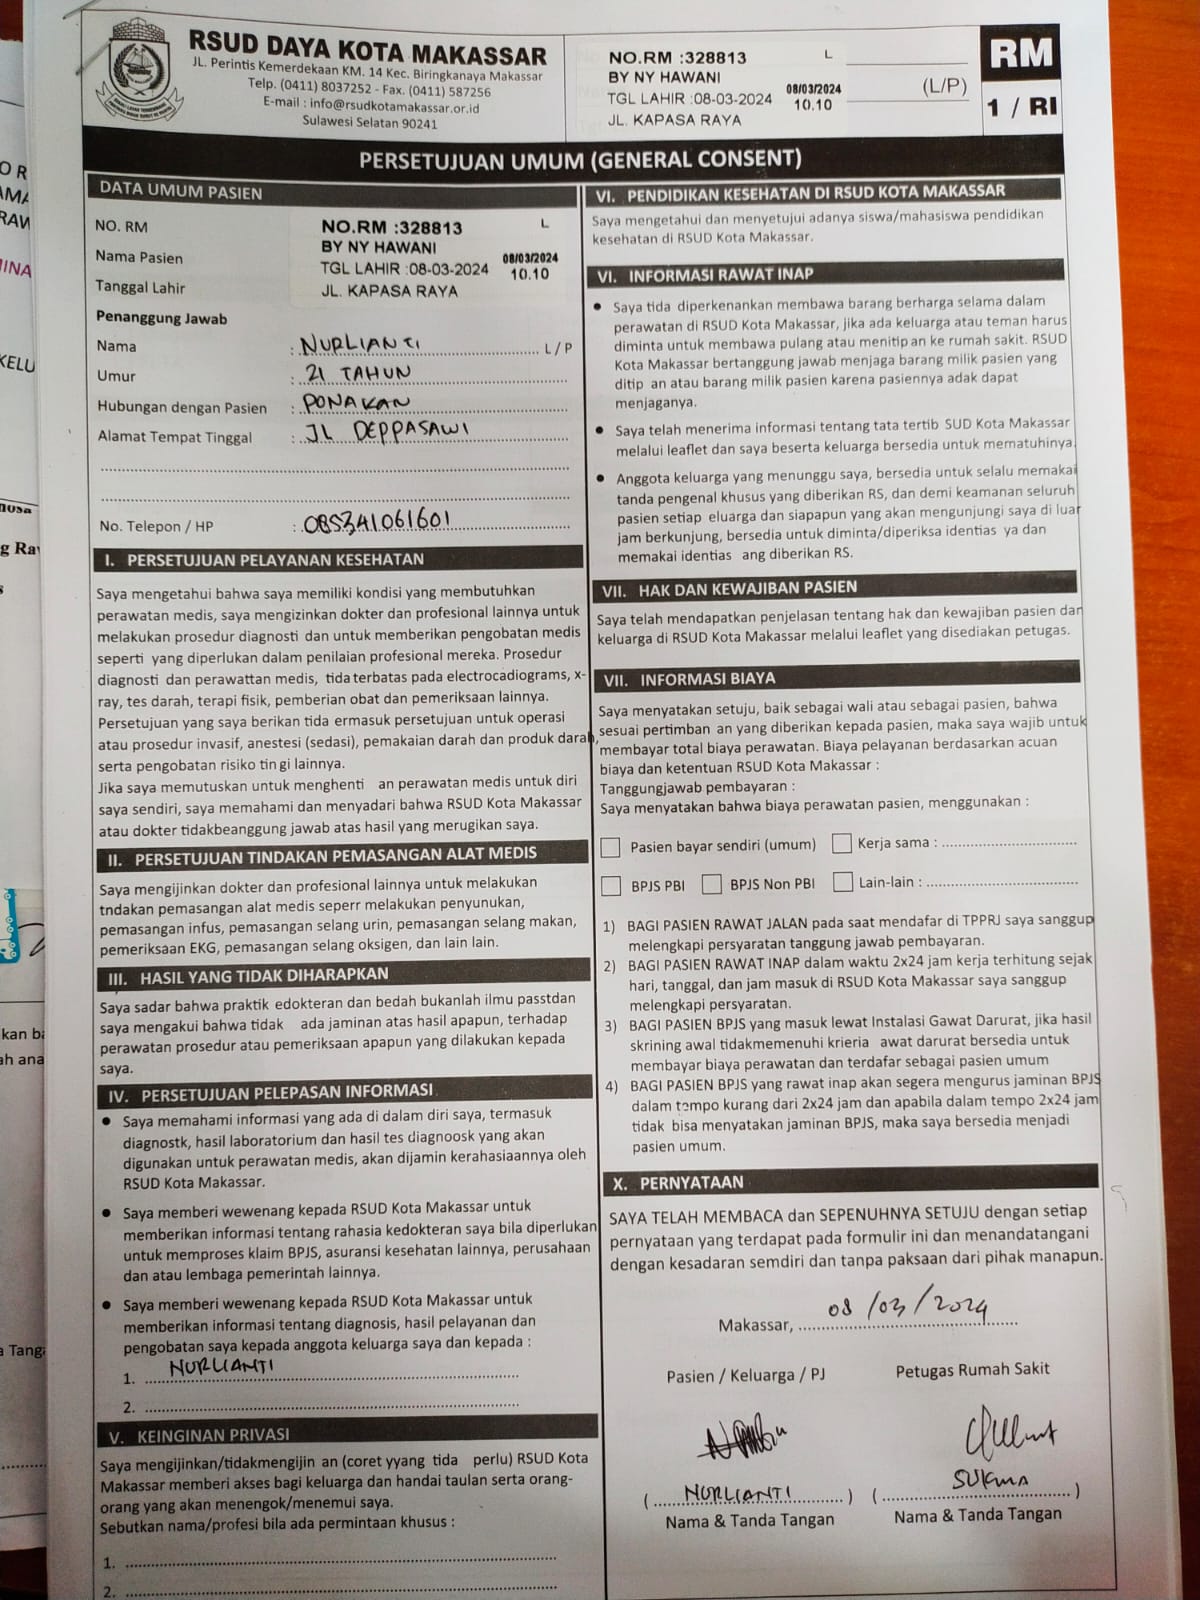 RSUD DAYA KOTA MAKASSAR
JL. Perintis Kemerdekaan KM. 14 Kec. Biringkanaya Makassar
Telp. (0411) 8037252 - Fax. (0411) 587256
E-mail : info@rsudkotamakassar.or.id
Sulawesi Selatan 90241
NO.RM :328813 L
BY NY HAWANI
TGL LAHIR :08-03-2024 08/03/2024 10.10
JL. KAPASA RAYA
(L/P)
RM
1 / RI
PERSETUJUAN UMUM (GENERAL CONSENT)
DATA UMUM PASIEN
NO. RM
Nama Pasien
Tanggal Lahir
NO.RM :328813 L
BY NY HAWANI
TGL LAHIR :08-03-2024 08/03/2024 10.10
JL. KAPASA RAYA
Penanggung Jawab
Nama : NURLIANTI L / P
Umur : 21 TAHUN
Hubungan dengan Pasien : PONAKAN
Alamat Tempat Tinggal : JL DEPPASAWI
No. Telepon / HP : 085341061601
I. PERSETUJUAN PELAYANAN KESEHATAN
Saya mengetahui bahwa saya memiliki kondisi yang membutuhkan
perawatan medis, saya mengizinkan dokter dan profesional lainnya untuk
melakukan prosedur diagnosti dan untuk memberikan pengobatan medis
seperti yang diperlukan dalam penilaian profesional mereka. Prosedur
diagnosti dan perawattan medis, tida terbatas pada electrocadiograms, x-
ray, tes darah, terapi fisik, pemberian obat dan pemeriksaan lainnya.
Persetujuan yang saya berikan tida ermasuk persetujuan untuk operasi
atau prosedur invasif, anestesi (sedasi), pemakaian darah dan produk darah,
serta pengobatan risiko tin gi lainnya.
Jika saya memutuskan untuk menghenti an perawatan medis untuk diri
saya sendiri, saya memahami dan menyadari bahwa RSUD Kota Makassar
atau dokter tidakbeanggung jawab atas hasil yang merugikan saya.
II. PERSETUJUAN TINDAKAN PEMASANGAN ALAT MEDIS
Saya mengijinkan dokter dan profesional lainnya untuk melakukan
tndakan pemasangan alat medis seperr melakukan penyunukan,
pemasangan infus, pemasangan selang urin, pemasangan selang makan,
pemeriksaan EKG, pemasangan selang oksigen, dan lain lain.
III. HASIL YANG TIDAK DIHARAPKAN
Saya sadar bahwa praktik edokteran dan bedah bukanlah ilmu passtdan
saya mengakui bahwa tidak ada jaminan atas hasil apapun, terhadap
perawatan prosedur atau pemeriksaan apapun yang dilakukan kepada
saya.
IV. PERSETUJUAN PELEPASAN INFORMASI
• Saya memahami informasi yang ada di dalam diri saya, termasuk
diagnostk, hasil laboratorium dan hasil tes diagnoosk yang akan
digunakan untuk perawatan medis, akan dijamin kerahasiaannya oleh
RSUD Kota Makassar.
• Saya memberi wewenang kepada RSUD Kota Makassar untuk
memberikan informasi tentang rahasia kedokteran saya bila diperlukan
untuk memproses klaim BPJS, asuransi kesehatan lainnya, perusahaan
dan atau lembaga pemerintah lainnya.
• Saya memberi wewenang kepada RSUD Kota Makassar untuk
memberikan informasi tentang diagnosis, hasil pelayanan dan
pengobatan saya kepada anggota keluarga saya dan kepada :
1. NURLIANTI
2.
V. KEINGINAN PRIVASI
Saya mengijinkan/tidakmengijin an (coret yyang tida perlu) RSUD Kota
Makassar memberi akses bagi keluarga dan handai taulan serta orang-
orang yang akan menengok/menemui saya.
Sebutkan nama/profesi bila ada permintaan khusus :
1.
2.
VI. PENDIDIKAN KESEHATAN DI RSUD KOTA MAKASSAR
Saya mengetahui dan menyetujui adanya siswa/mahasiswa pendidikan
kesehatan di RSUD Kota Makassar.
VI. INFORMASI RAWAT INAP
• Saya tida diperkenankan membawa barang berharga selama dalam
perawatan di RSUD Kota Makassar, jika ada keluarga atau teman harus
diminta untuk membawa pulang atau menitip an ke rumah sakit. RSUD
Kota Makassar bertanggung jawab menjaga barang milik pasien yang
ditip an atau barang milik pasien karena pasiennya adak dapat
menjaganya.
• Saya telah menerima informasi tentang tata tertib SUD Kota Makassar
melalui leaflet dan saya beserta keluarga bersedia untuk mematuhinya.
• Anggota keluarga yang menunggu saya, bersedia untuk selalu memakai
tanda pengenal khusus yang diberikan RS, dan demi keamanan seluruh
pasien setiap eluarga dan siapapun yang akan mengunjungi saya di luar
jam berkunjung, bersedia untuk diminta/diperiksa identias ya dan
memakai identias ang diberikan RS.
VII. HAK DAN KEWAJIBAN PASIEN
Saya telah mendapatkan penjelasan tentang hak dan kewajiban pasien dan
keluarga di RSUD Kota Makassar melalui leaflet yang disediakan petugas.
VII. INFORMASI BIAYA
Saya menyatakan setuju, baik sebagai wali atau sebagai pasien, bahwa
sesuai pertimban an yang diberikan kepada pasien, maka saya wajib untuk
membayar total biaya perawatan. Biaya pelayanan berdasarkan acuan
biaya dan ketentuan RSUD Kota Makassar :
Tanggungjawab pembayaran :
Saya menyatakan bahwa biaya perawatan pasien, menggunakan :
Pasien bayar sendiri (umum) Kerja sama :
BPJS PBI BPJS Non PBI Lain-lain :
1) BAGI PASIEN RAWAT JALAN pada saat mendafar di TPPRJ saya sanggup
melengkapi persyaratan tanggung jawab pembayaran.
2) BAGI PASIEN RAWAT INAP dalam waktu 2x24 jam kerja terhitung sejak
hari, tanggal, dan jam masuk di RSUD Kota Makassar saya sanggup
melengkapi persyaratan.
3) BAGI PASIEN BPJS yang masuk lewat Instalasi Gawat Darurat, jika hasil
skrining awal tidakmemenuhi krieria awat darurat bersedia untuk
membayar biaya perawatan dan terdafar sebagai pasien umum
4) BAGI PASIEN BPJS yang rawat inap akan segera mengurus jaminan BPJS
dalam tempo kurang dari 2x24 jam dan apabila dalam tempo 2x24 jam
tidak bisa menyatakan jaminan BPJS, maka saya bersedia menjadi
pasien umum.
X. PERNYATAAN
SAYA TELAH MEMBACA dan SEPENUHNYA SETUJU dengan setiap
pernyataan yang terdapat pada formulir ini dan menandatangani
dengan kesadaran semdiri dan tanpa paksaan dari pihak manapun.
Makassar, 08/03/2024
Pasien / Keluarga / PJ Petugas Rumah Sakit
( NURLIANTI ) ( SUKMA )
Nama & Tanda Tangan Nama & Tanda Tangan